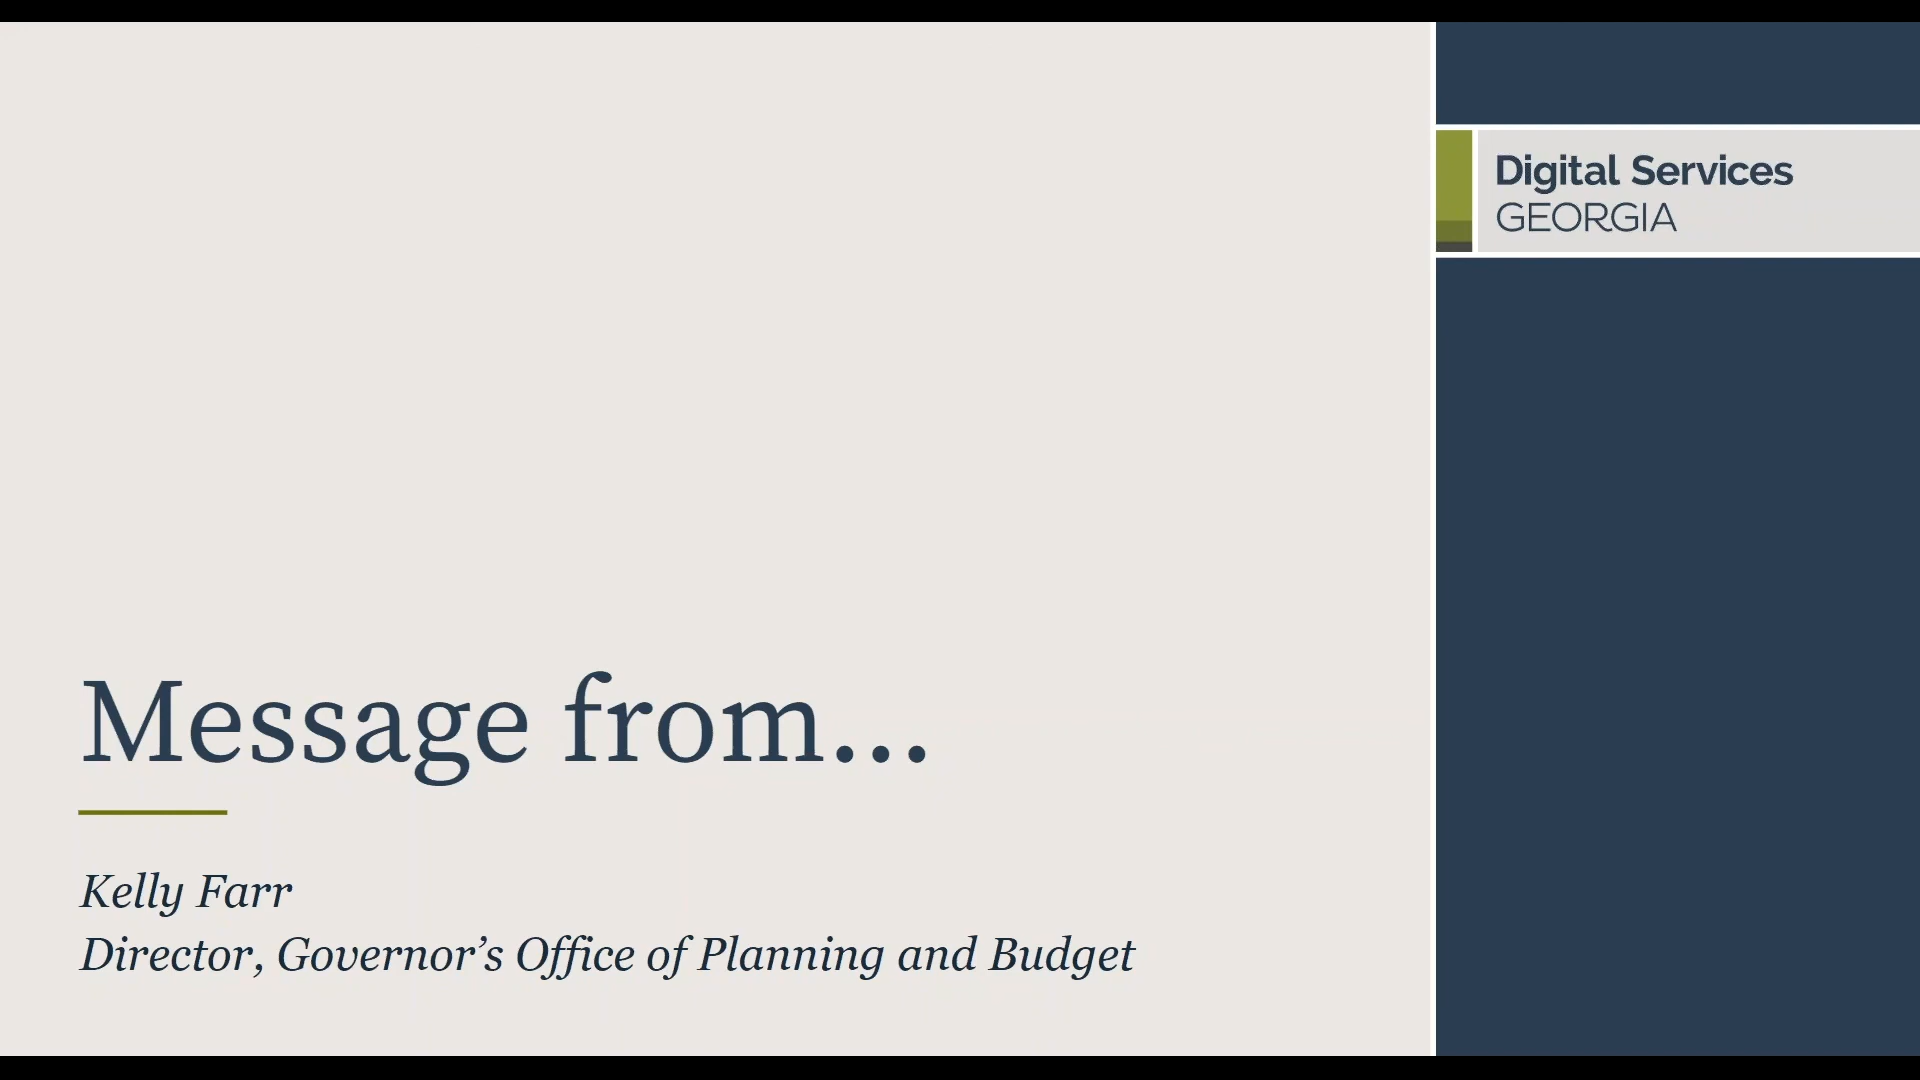 Digital Services
GEORGIA
Message from...
Kelly Farr
Director, Governor’s Office of Planning and Budget